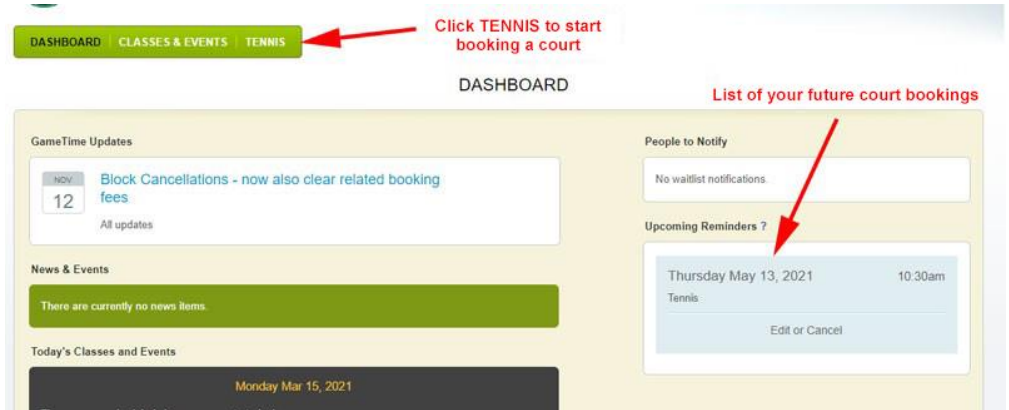 Click TENNIS to start
booking a court
DASHBOARD CLASSES & EVENTS TENNIS
DASHBOARD
List of your future court bookings
GameTime Updates
NOV
12
Block Cancellations - now also clear related booking
fees
All updates
News & Events
There are currently no news items.
Today's Classes and Events
Monday Mar 15, 2021
People to Notify
No waitlist notifications.
Upcoming Reminders ?
Thursday May 13, 2021 10:30am
Tennis
Edit or Cancel